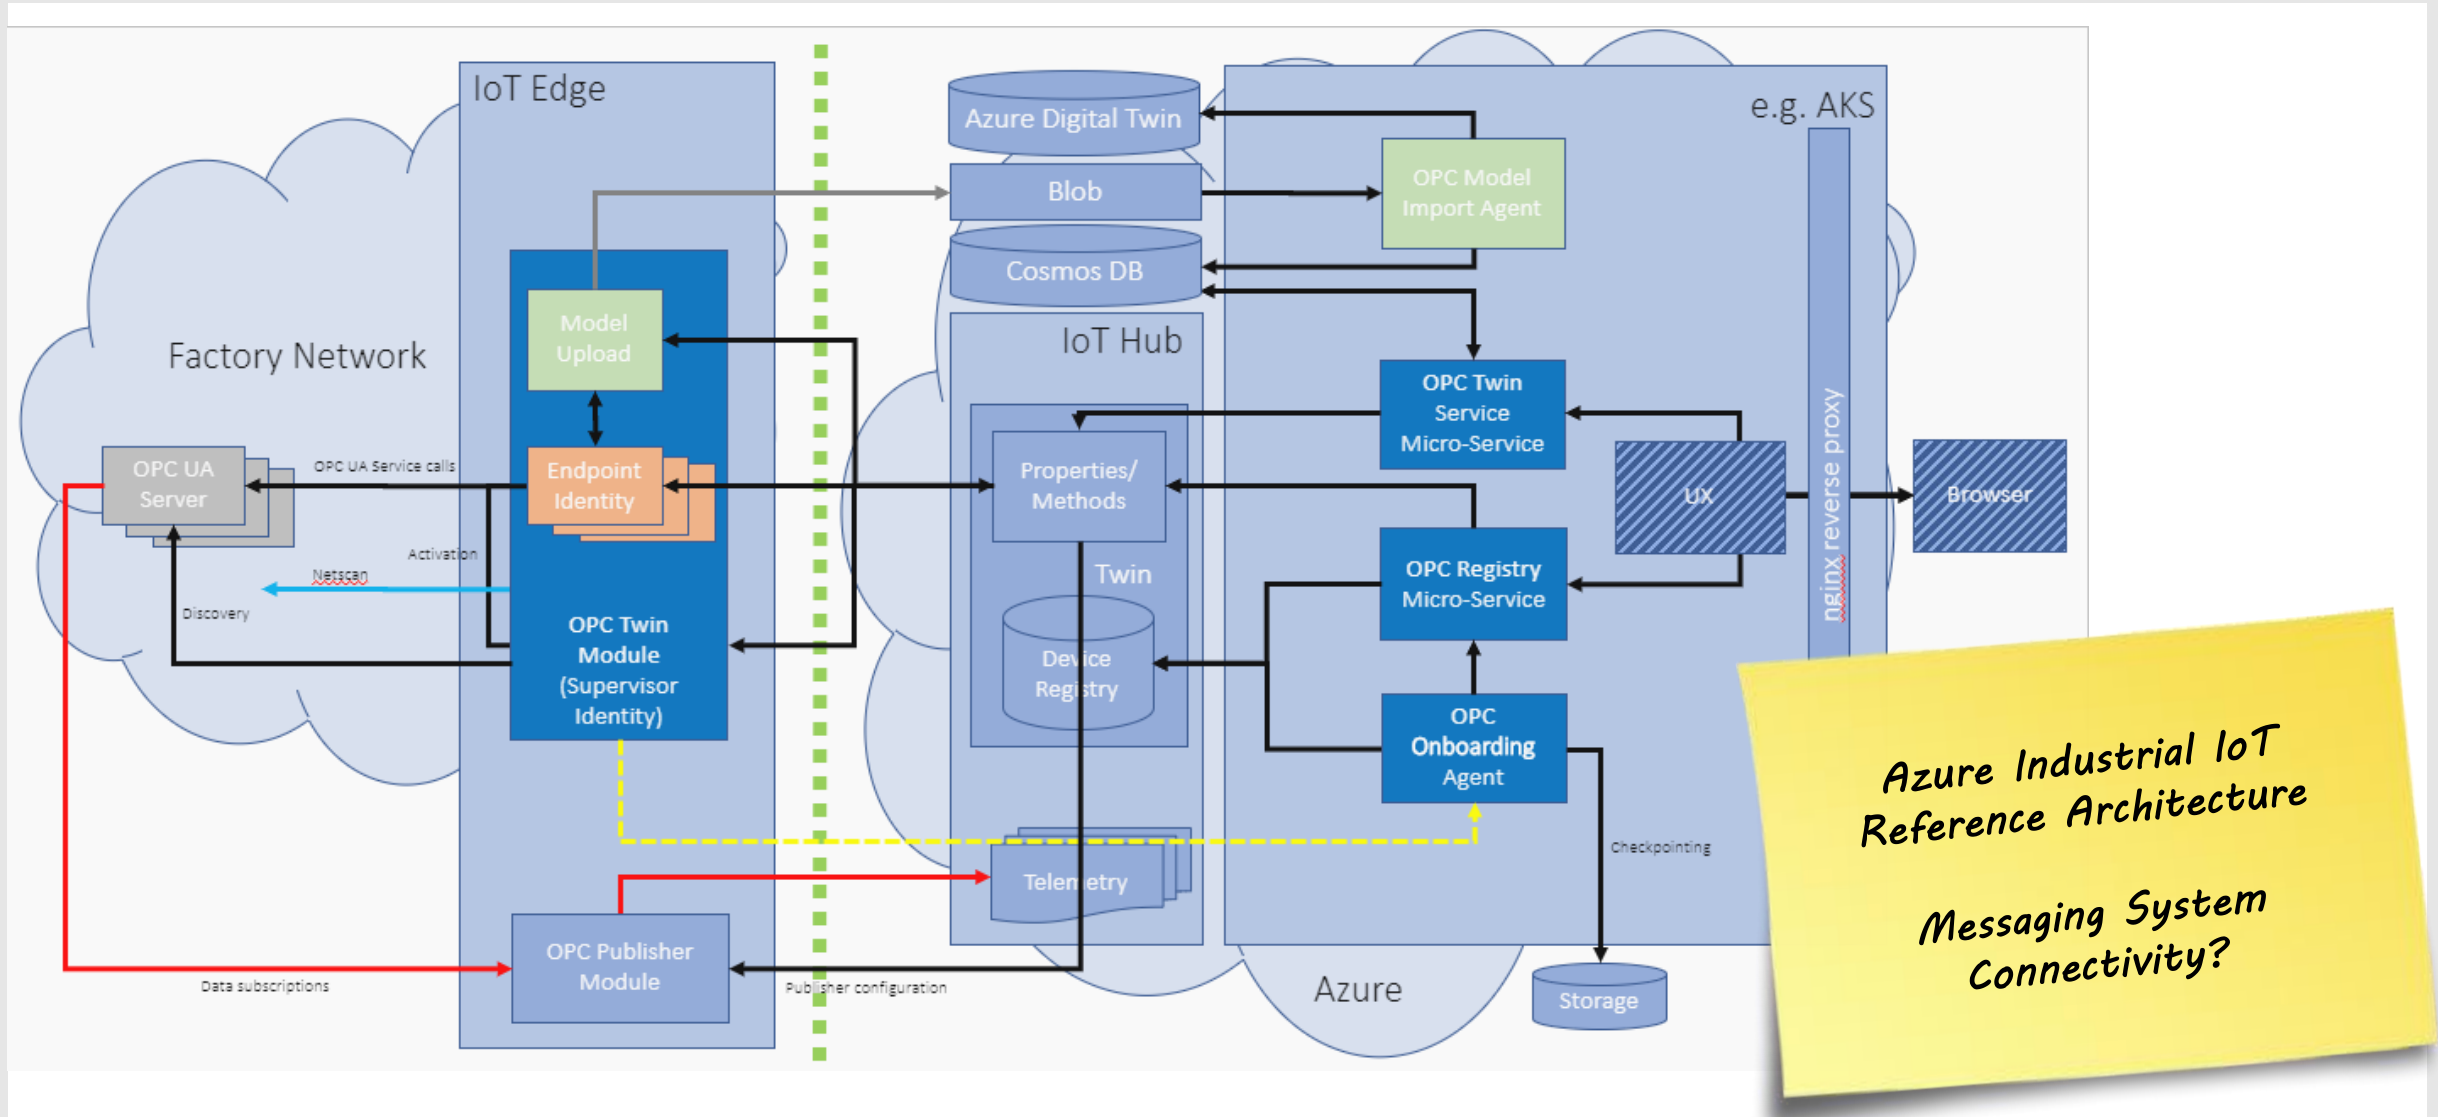 IoT Edge
Azure Digital Twin
e.g. AKS
Blob
OPC Model
Import Agent
Cosmos DB
Model
Upload
IoT Hub
Factory Network
OPC Twin
Service
Micro-Service
nginx reverse proxy
OPC UA
Server
OPC UA Service calls
Endpoint
Identity
Properties/
Methods
UX
Browser
Activation
Netscan
Discovery
Twin
OPC Registry
Micro-Service
OPC Twin
Module
(Supervisor
Identity)
Device
Registry
OPC
Onboarding
Agent
Checkpointing
Telemetry
OPC Publisher
Module
Data subscriptions
Publisher configuration
Azure
Storage
Azure Industrial IoT
Reference Architecture
Messaging System
Connectivity?